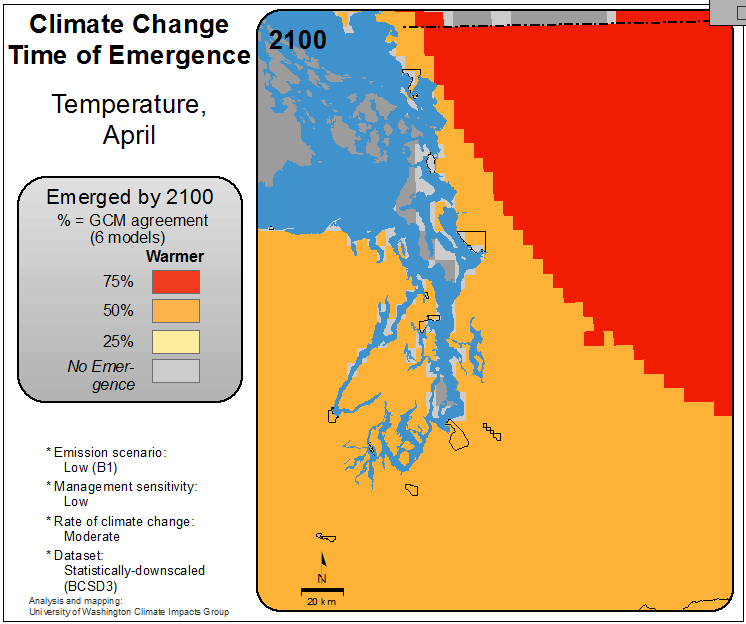 Climate Change
Time of Emergence
Temperature,
April
Emerged by 2100
% = GCM agreement
(6 models)
Warmer
75%
50%
25%
No Emer-
gence
* Emission scenario:
Low (B1)
* Management sensitivity:
Low
* Rate of climate change:
Moderate
* Dataset:
Statistically-downscaled
(BCSD3)
Analysis and mapping:
University of Washington Climate Impacts Group
2100
N
20 km